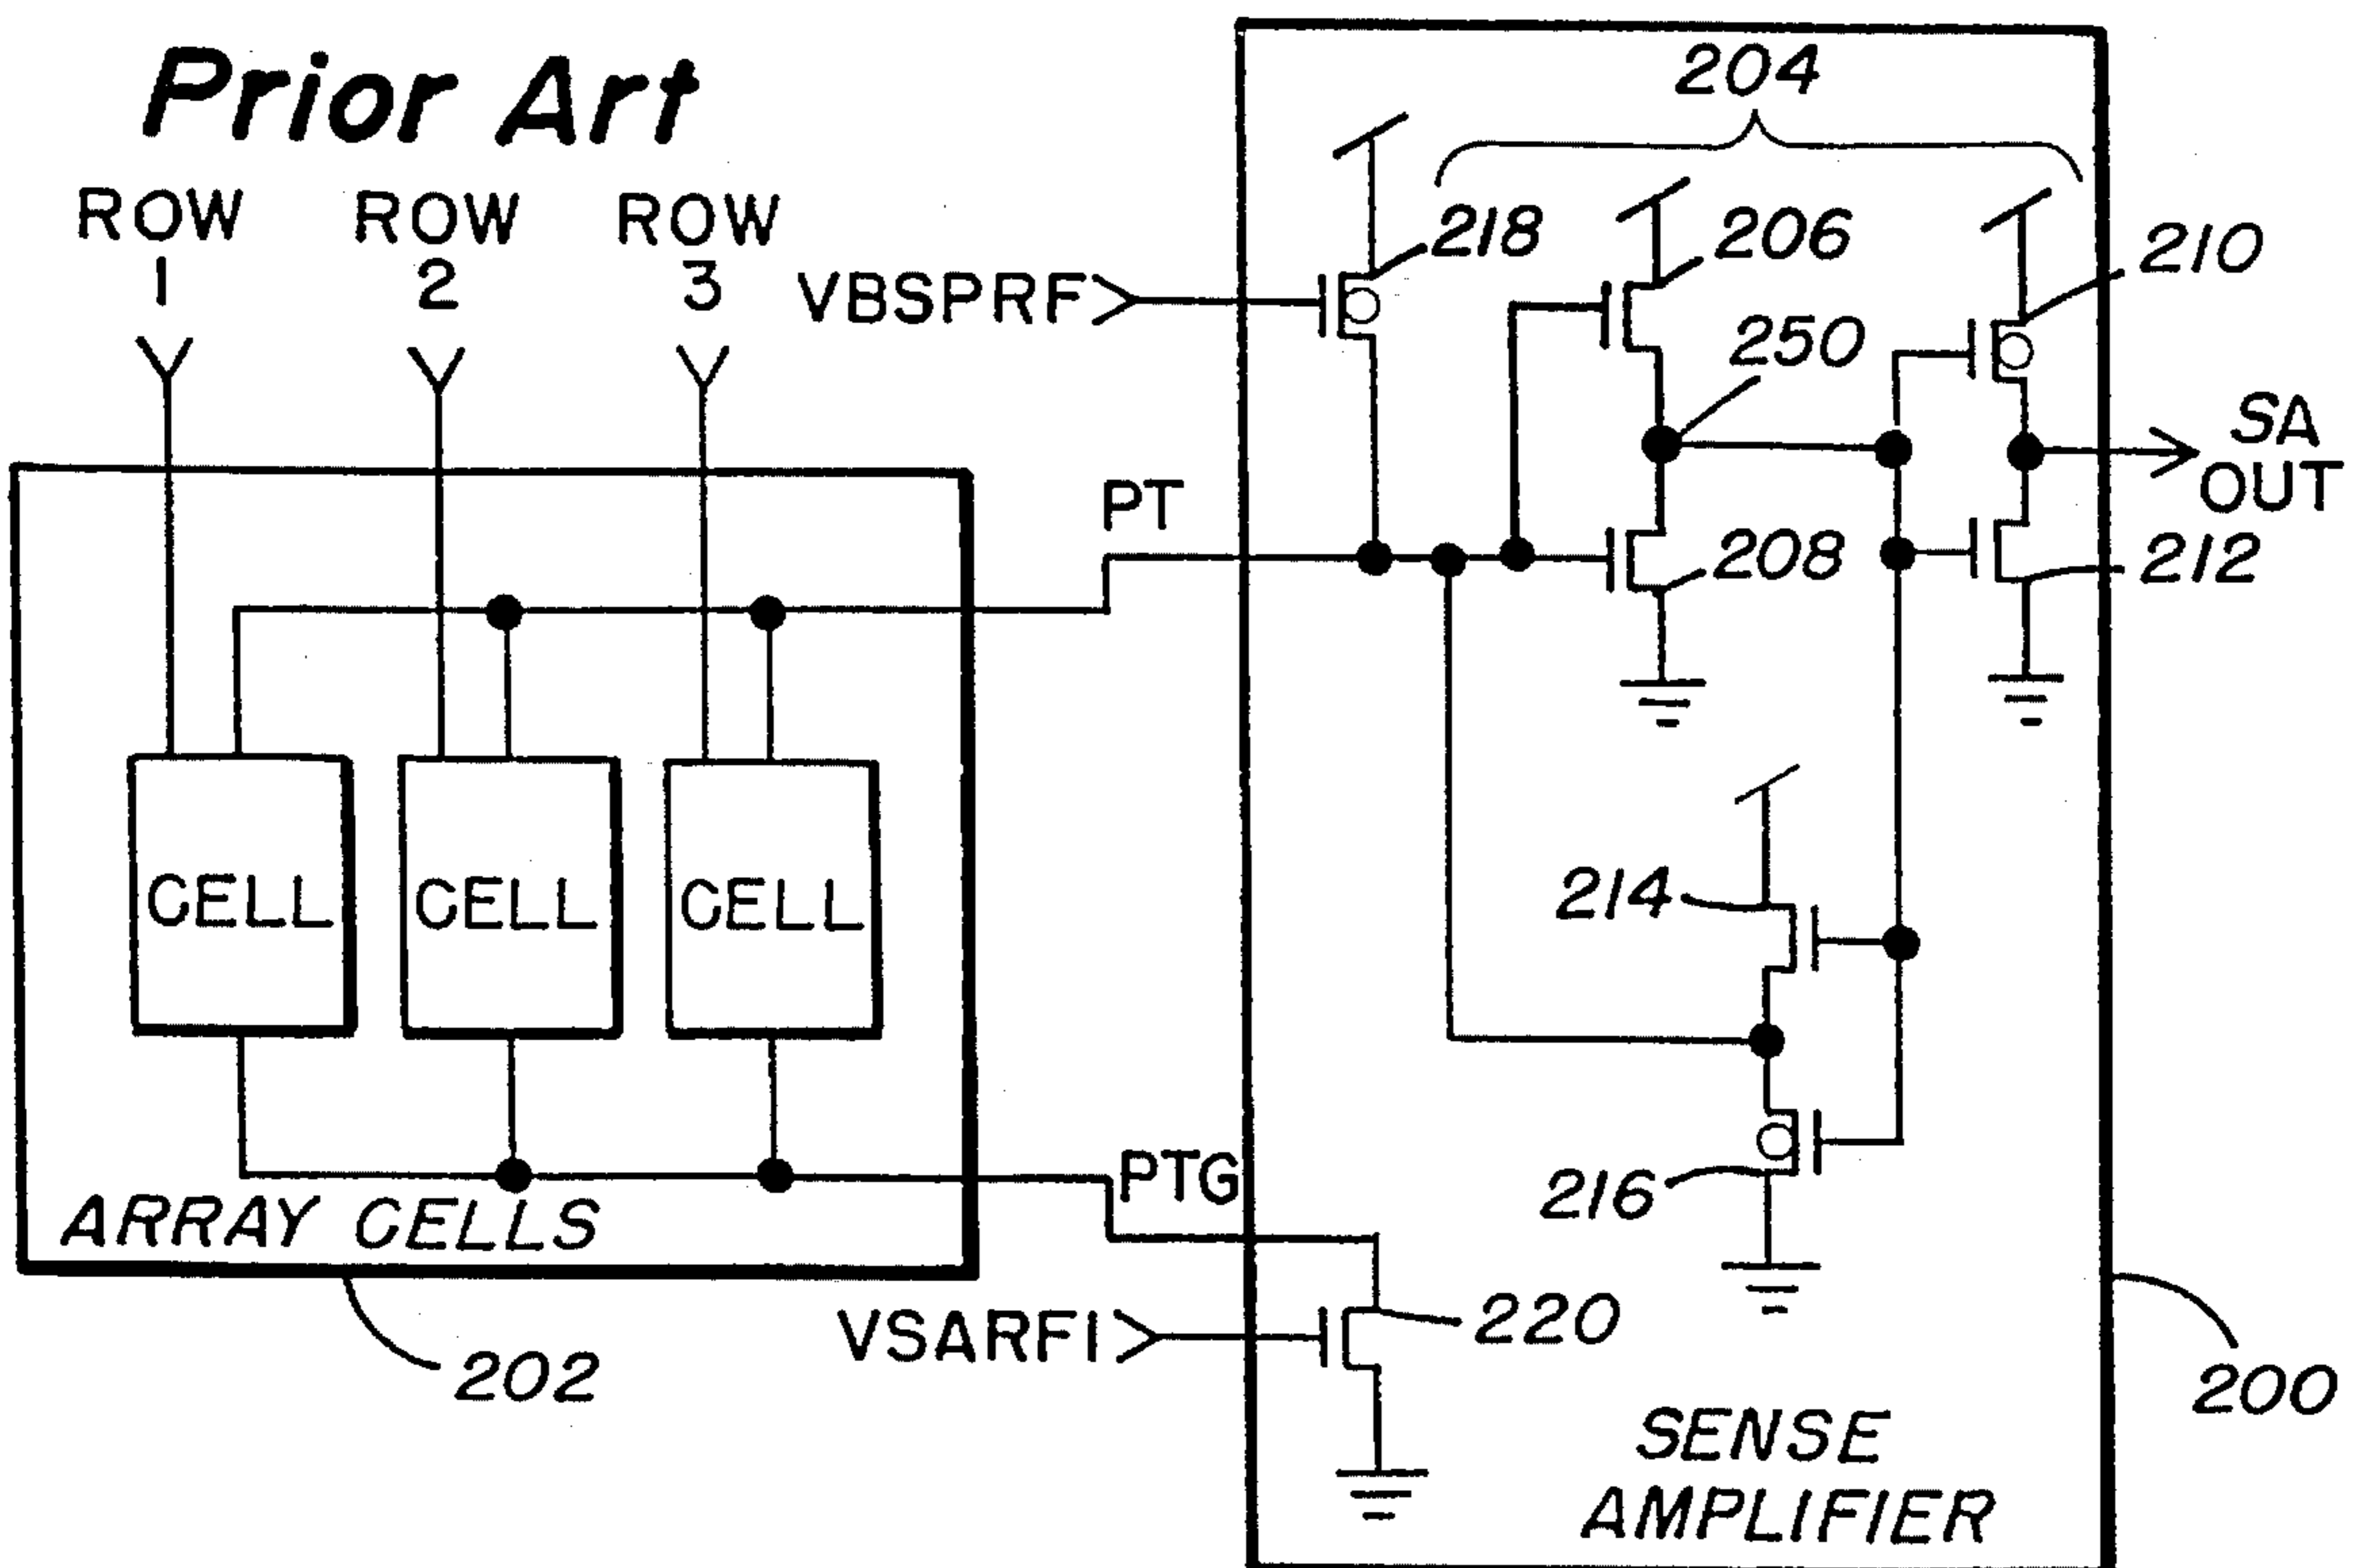 Prior Art
ROW 1
ROW 2
ROW 3
VBSPRF
204
218
206
210
250
SA OUT
PT
208
212
CELL
CELL
CELL
214
PTG
216
ARRAY CELLS
202
VSARFI
220
200
SENSE AMPLIFIER